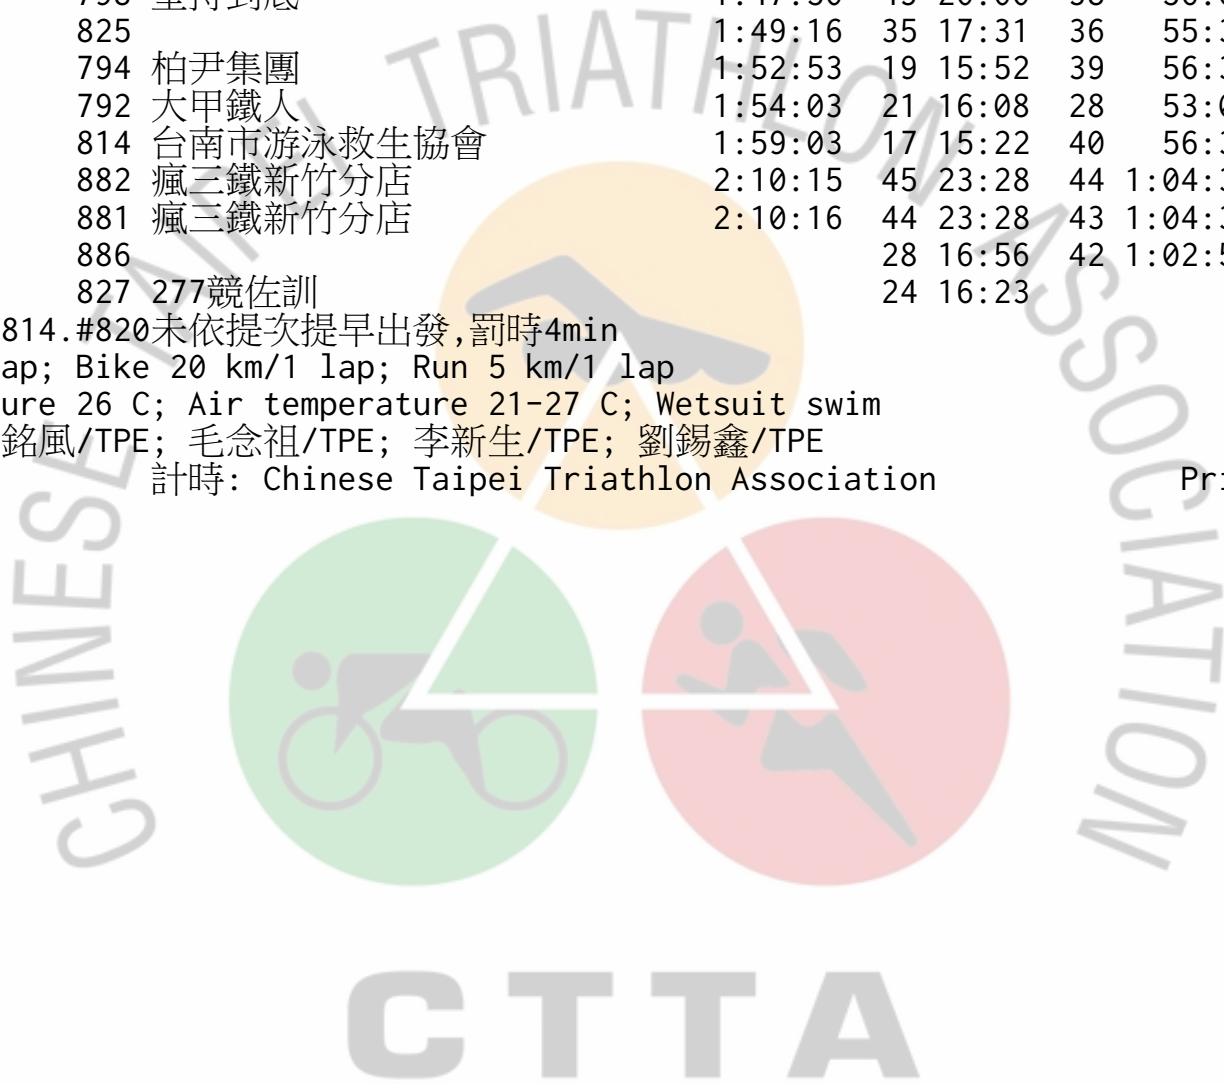 825 1:49:16 35 17:31 36
794 柏尹集團 1:52:53 19 15:52 39
792 大甲鐵人 1:54:03 21 16:08 28
814 台南市游泳救生協會 1:59:03 17 15:22 40
882 瘋三鐵新竹分店 2:10:15 45 23:28 44
881 瘋三鐵新竹分店 2:10:16 44 23:28 43
886 28 16:56 42
827 277競佐訓 24 16:23
814.#820未依提次提早出發,罰時4min
ap; Bike 20 km/1 lap; Run 5 km/1 lap
ure 26 C; Air temperature 21-27 C; Wetsuit swim
銘風/TPE; 毛念祖/TPE; 李新生/TPE; 劉錫鑫/TPE
計時: Chinese Taipei Triathlon Association
CHINESE TAIPEI TRIATHLON ASSOCIATION
CTTA